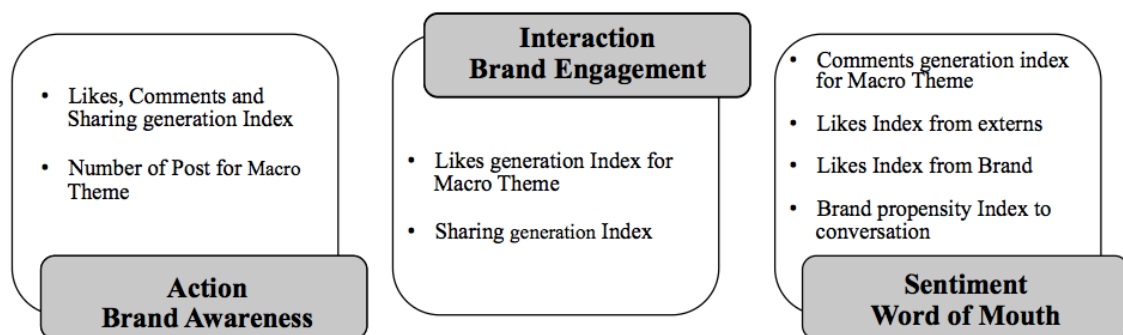 • Likes, Comments and
Sharing generation Index
• Number of Post for Macro
Theme
Action
Brand Awareness
Interaction
Brand Engagement
• Likes generation Index for
Macro Theme
• Sharing generation Index
• Comments generation index
for Macro Theme
• Likes Index from externs
• Likes Index from Brand
• Brand propensity Index to
conversation
Sentiment
Word of Mouth